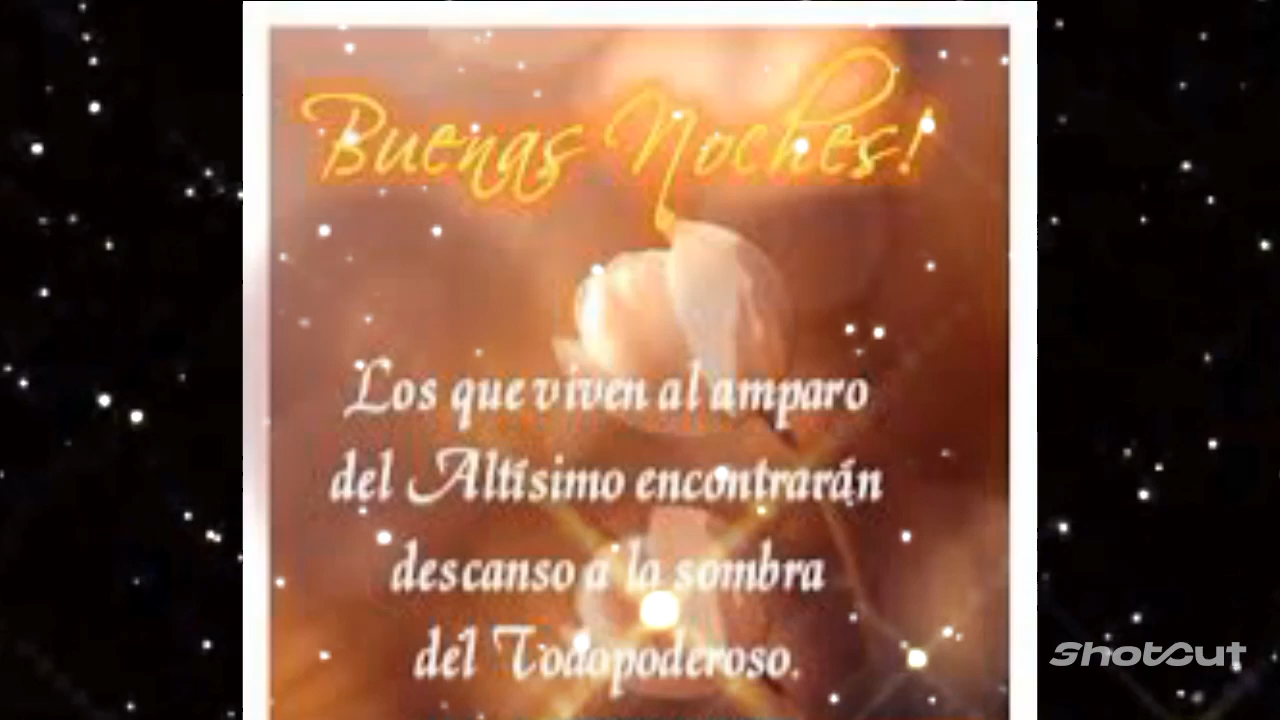 Buenas Noches!
Los que viven al amparo
del Altísimo encontrarán
descanso a la sombra
del Todopoderoso.
ShotCut